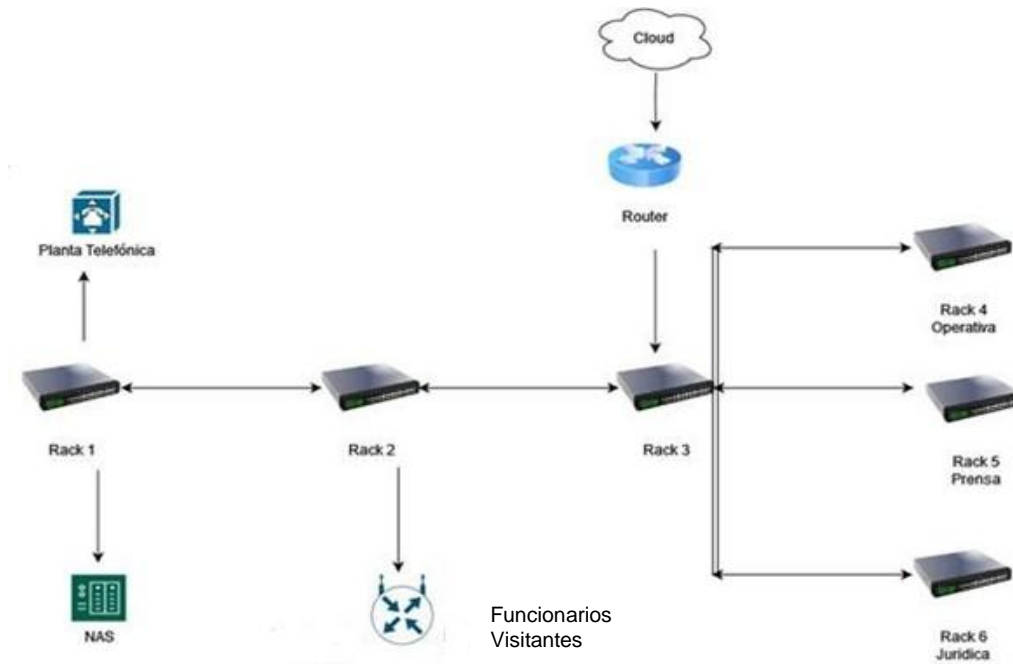 Cloud
Router
Planta Telefónica
Rack 4
Operativa
Rack 1
Rack 2
Rack 3
Rack 5
Prensa
NAS
Funcionarios
Visitantes
Rack 6
Juridica